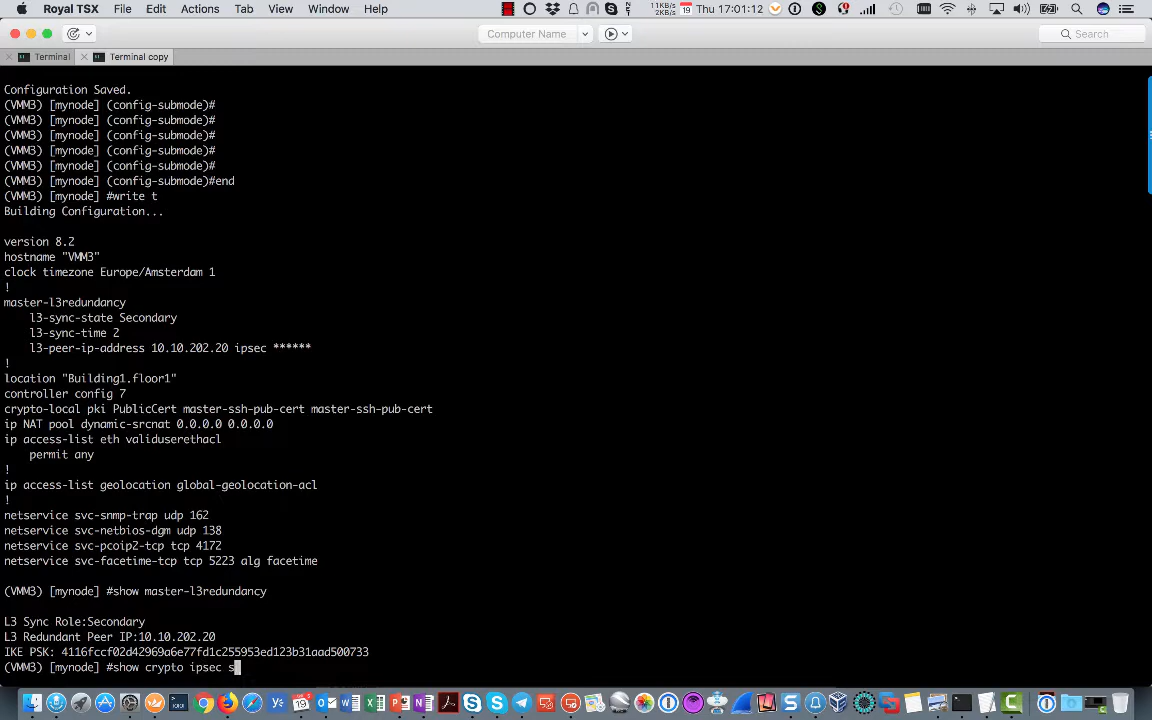 Royal TSX File Edit Actions Tab View Window Help 11KB/s 2KB/s 19 Thu 17:01:12
Computer Name Search
Terminal Terminal copy
Configuration Saved.
(VMM3) [mynode] (config-submode)#
(VMM3) [mynode] (config-submode)#
(VMM3) [mynode] (config-submode)#
(VMM3) [mynode] (config-submode)#
(VMM3) [mynode] (config-submode)#
(VMM3) [mynode] (config-submode)#end
(VMM3) [mynode] #write t
Building Configuration...
version 8.2
hostname "VMM3"
clock timezone Europe/Amsterdam 1
!
master-l3redundancy
l3-sync-state Secondary
l3-sync-time 2
l3-peer-ip-address 10.10.202.20 ipsec ******
!
location "Building1.floor1"
controller config 7
crypto-local pki PublicCert master-ssh-pub-cert master-ssh-pub-cert
ip NAT pool dynamic-srcnat 0.0.0.0 0.0.0.0
ip access-list eth validuserethacl
permit any
!
ip access-list geolocation global-geolocation-acl
!
netservice svc-snmp-trap udp 162
netservice svc-netbios-dgm udp 138
netservice svc-pcoip2-tcp tcp 4172
netservice svc-facetime-tcp tcp 5223 alg facetime
(VMM3) [mynode] #show master-l3redundancy
L3 Sync Role:Secondary
L3 Redundant Peer IP:10.10.202.20
IKE PSK: 4116fccf02d42969a6e77fd1c255953ed123b31aad500733
(VMM3) [mynode] #show crypto ipsec s